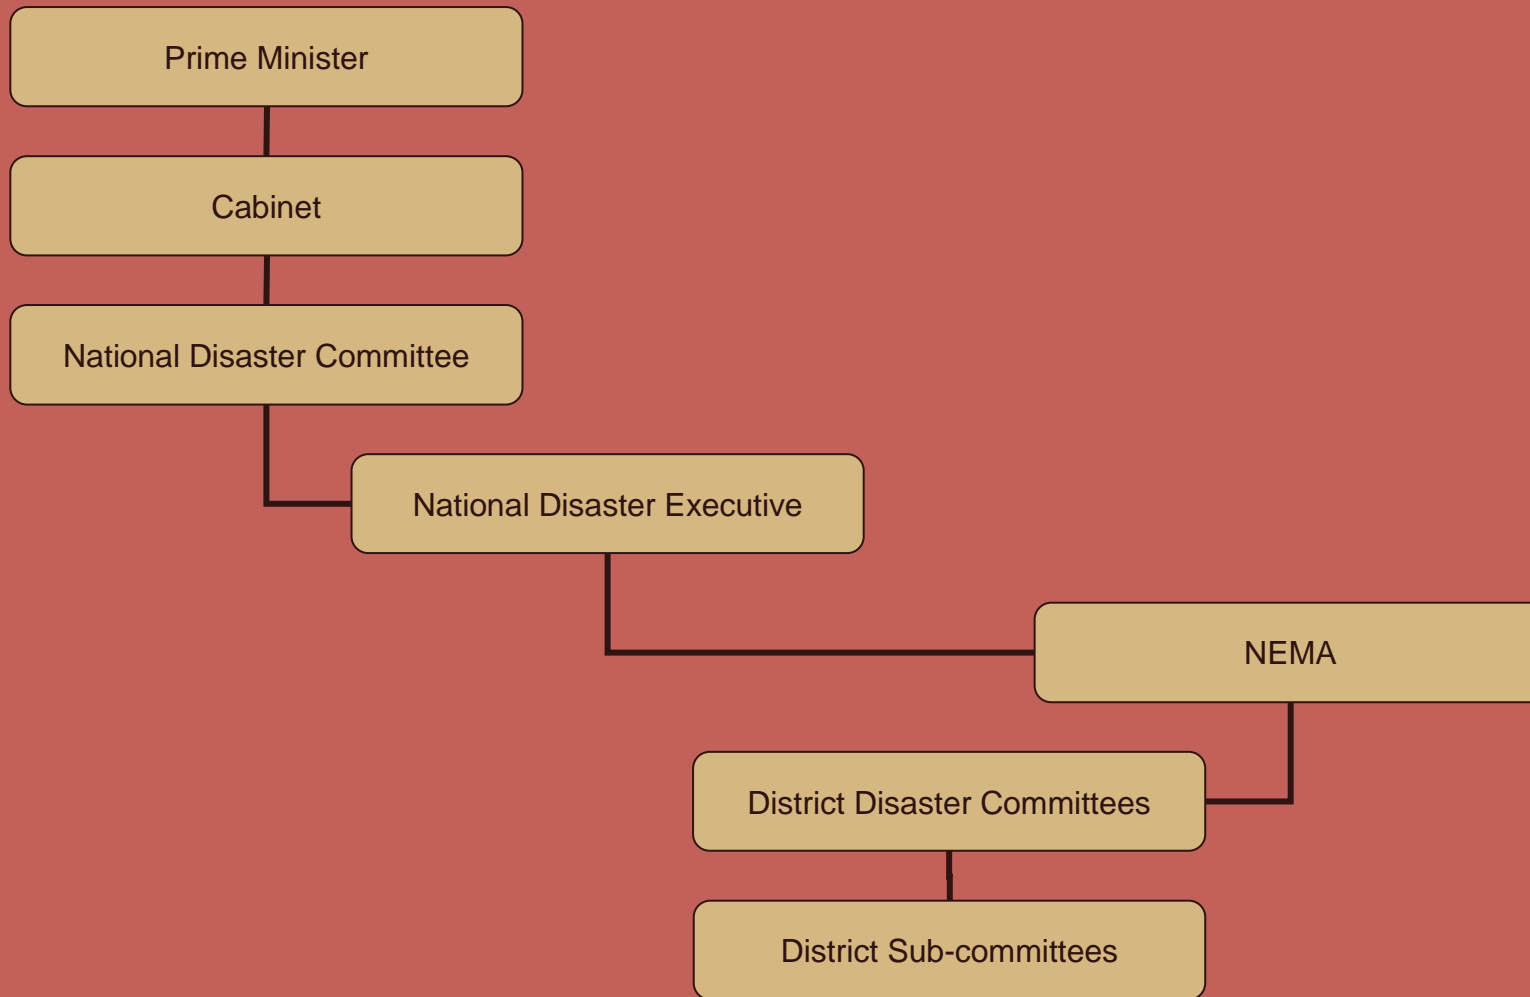 Prime Minister
Cabinet
National Disaster Committee
National Disaster Executive
NEMA
District Disaster Committees
District Sub-committees